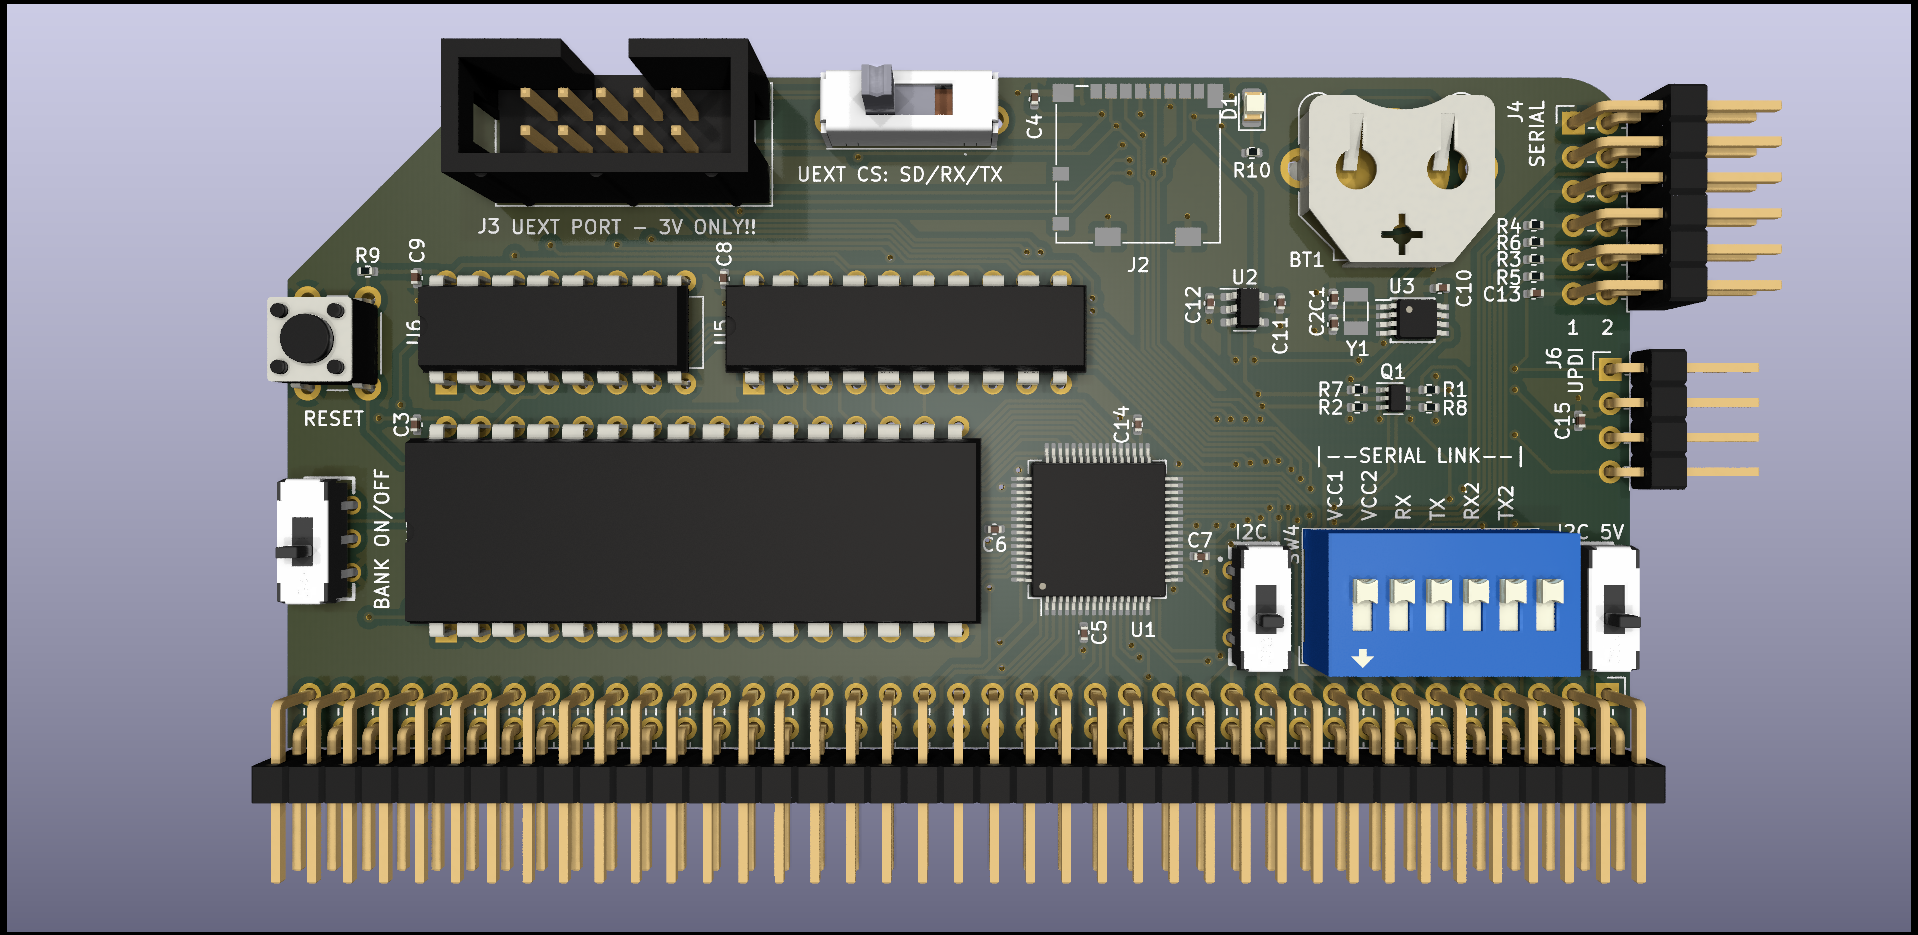 J4
SERIAL
D1
C4
R10
UEXT CS: SD/RX/TX
J3 UEXT PORT - 3V ONLY!!
R4
R6
R3
R5
C13
BT1
J2
C9
C8
R9
U2
U3
C10
C12
C11
C1
C2
Y1
1 2
J6
UPDI
U5
Q1
R7
R1
R2
R8
RESET
C3
C14
C15
|--SERIAL LINK--|
VCC1
VCC2
RX
TX
RX2
TX2
BANK ON/OFF
C6
C7
I2C
SW4
5V
C5
U1